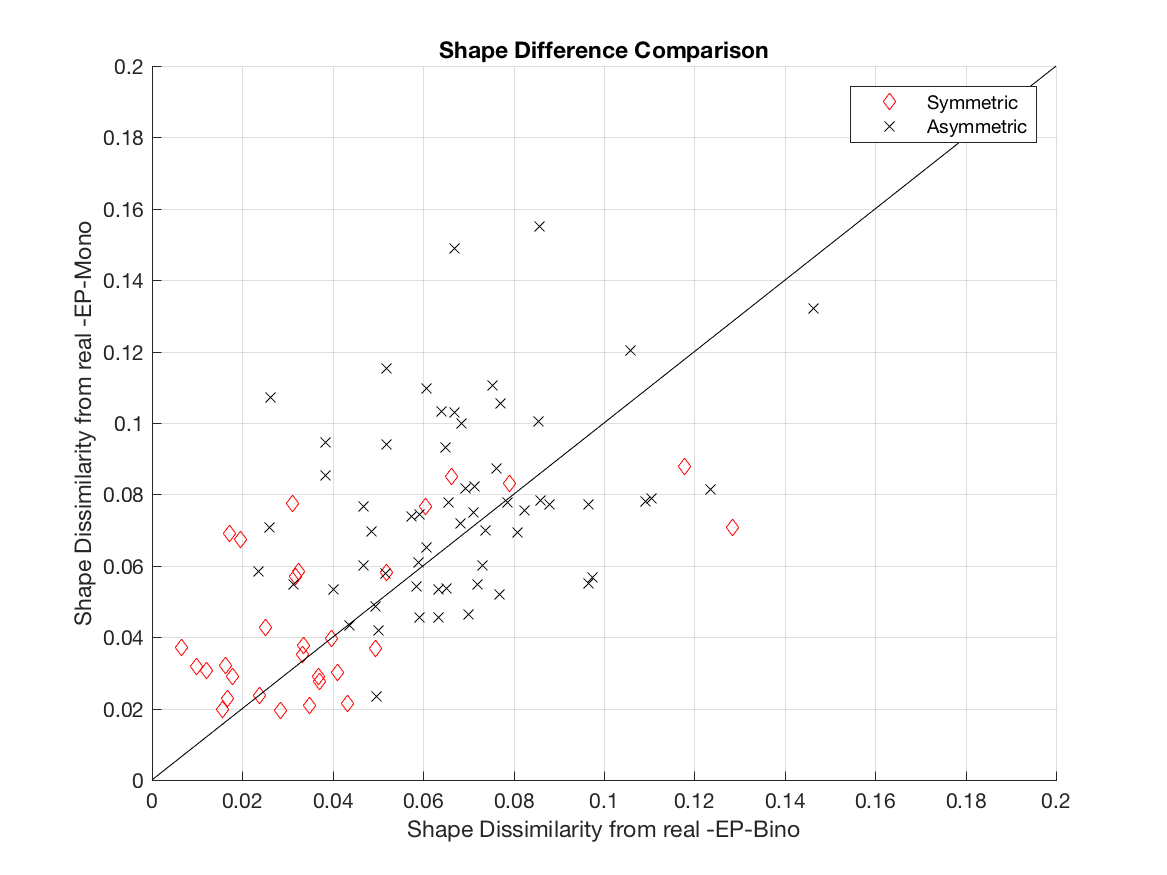 Shape Difference Comparison
0.2
0.18
0.16
0.14
0.12
0.1
0.08
0.06
0.04
0.02
0
Shape Dissimilarity from real -EP-Mono
Symmetric
Asymmetric
0 0.02 0.04 0.06 0.08 0.1 0.12 0.14 0.16 0.18 0.2
Shape Dissimilarity from real -EP-Bino